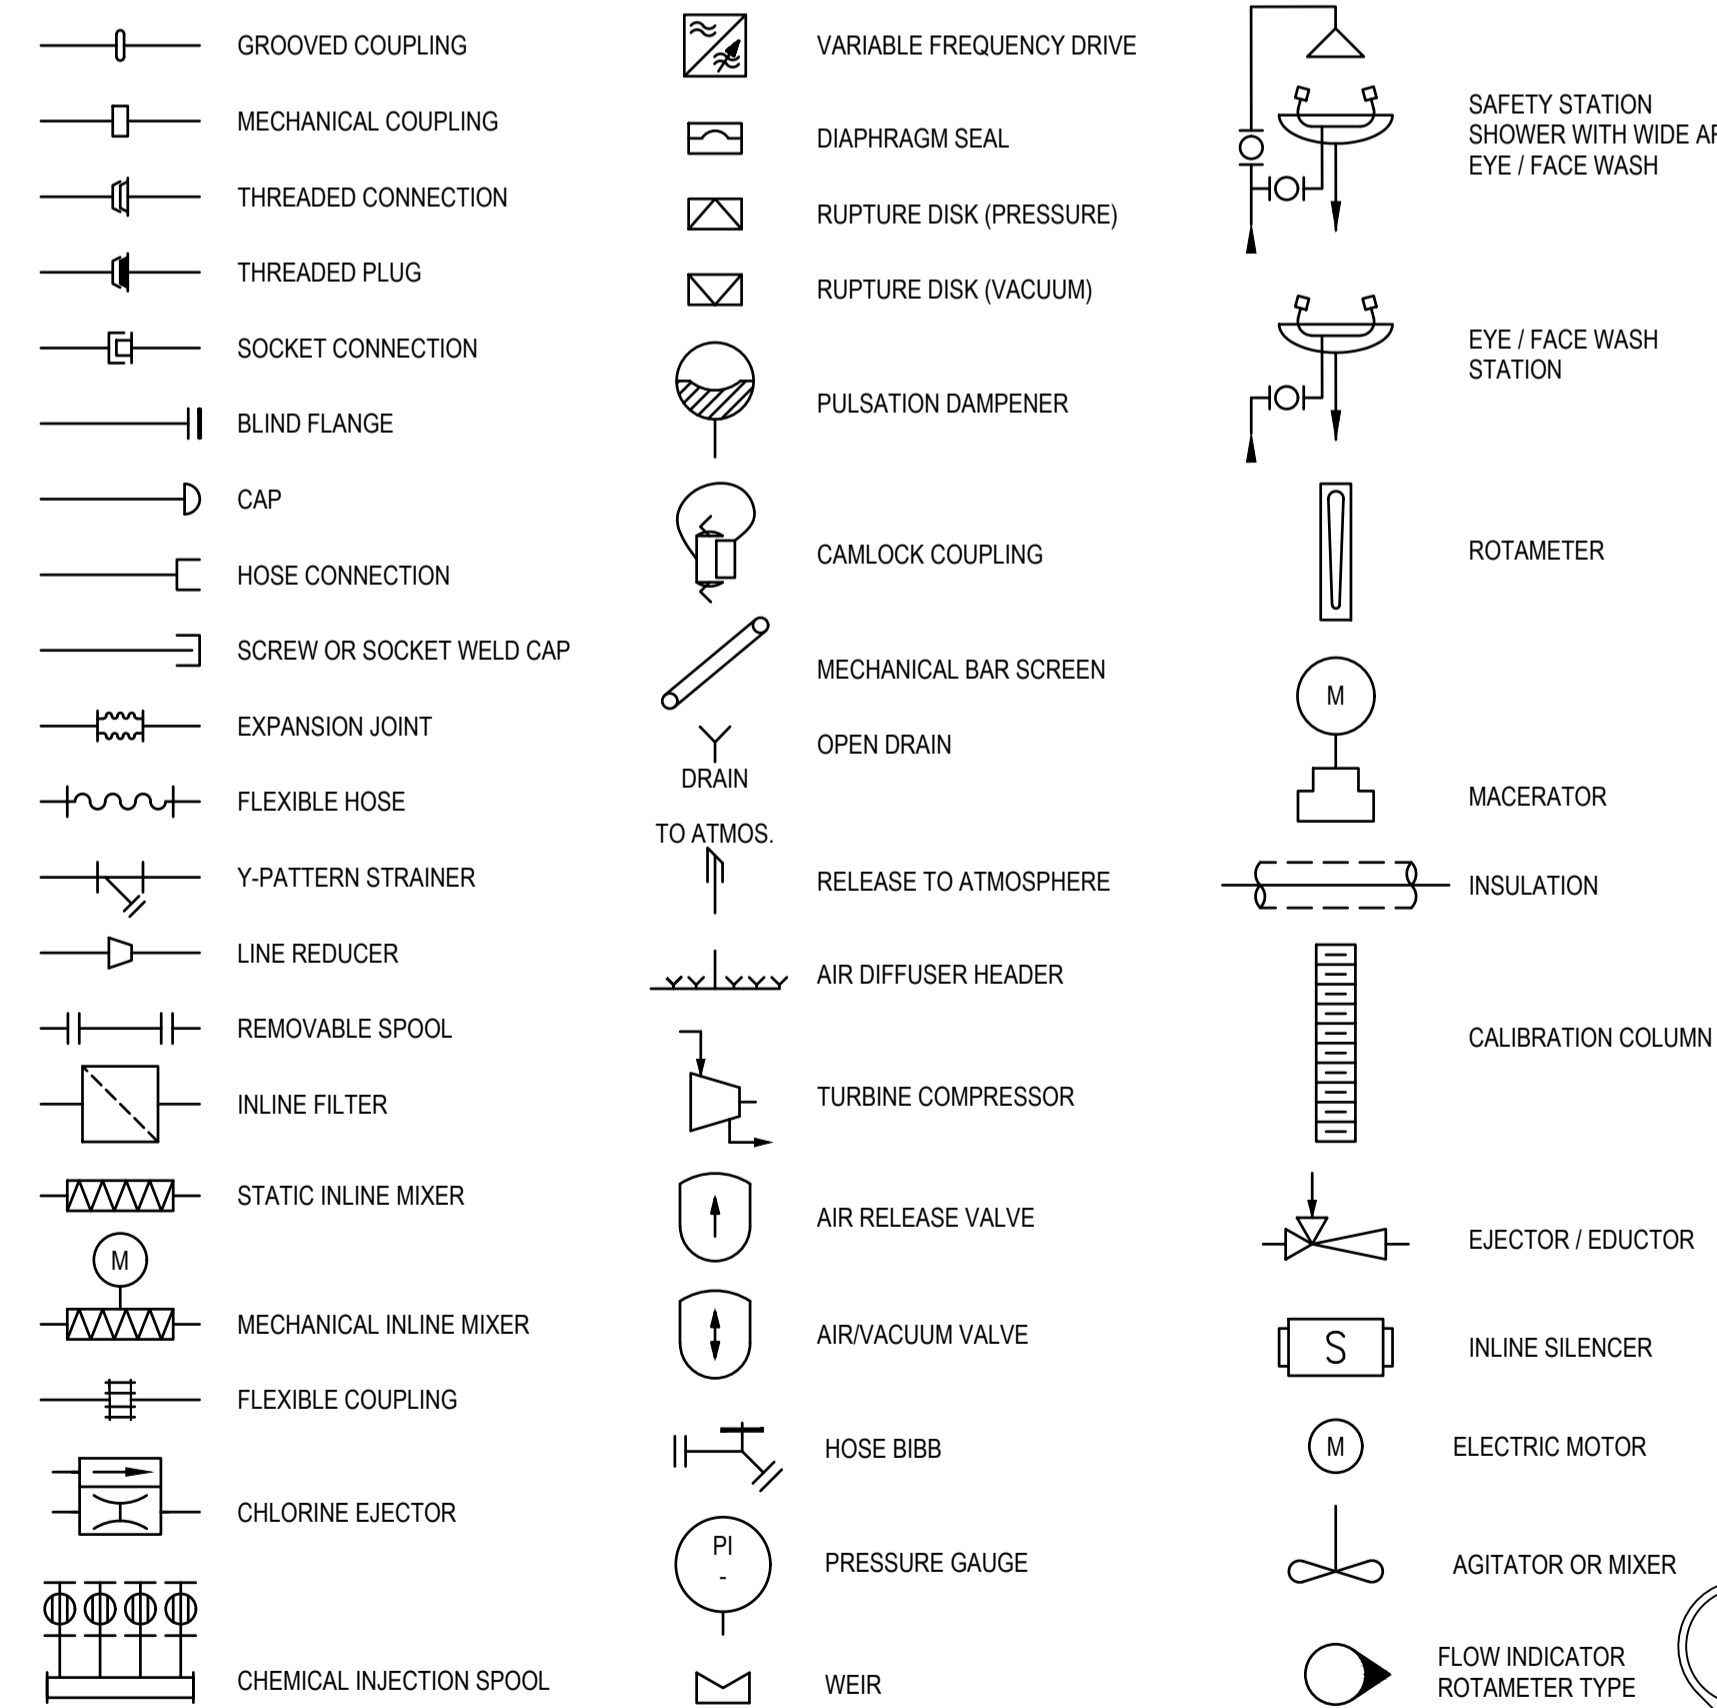 GROOVED COUPLING
MECHANICAL COUPLING
THREADED CONNECTION
THREADED PLUG
SOCKET CONNECTION
BLIND FLANGE
CAP
HOSE CONNECTION
SCREW OR SOCKET WELD CAP
EXPANSION JOINT
FLEXIBLE HOSE
Y-PATTERN STRAINER
LINE REDUCER
REMOVABLE SPOOL
INLINE FILTER
STATIC INLINE MIXER
M
MECHANICAL INLINE MIXER
FLEXIBLE COUPLING
CHLORINE EJECTOR
CHEMICAL INJECTION SPOOL
VARIABLE FREQUENCY DRIVE
DIAPHRAGM SEAL
RUPTURE DISK (PRESSURE)
RUPTURE DISK (VACUUM)
PULSATION DAMPENER
CAMLOCK COUPLING
MECHANICAL BAR SCREEN
OPEN DRAIN
DRAIN
TO ATMOS.
RELEASE TO ATMOSPHERE
AIR DIFFUSER HEADER
TURBINE COMPRESSOR
AIR RELEASE VALVE
AIR/VACUUM VALVE
HOSE BIBB
PI
-
PRESSURE GAUGE
WEIR
SAFETY STATION
SHOWER WITH WIDE
EYE / FACE WASH
EYE / FACE WASH
STATION
ROTAMETER
M
MACERATOR
INSULATION
CALIBRATION COLUMN
EJECTOR / EDUCTOR
S
INLINE SILENCER
M
ELECTRIC MOTOR
AGITATOR OR MIXER
FLOW INDICATOR
ROTAMETER TYPE